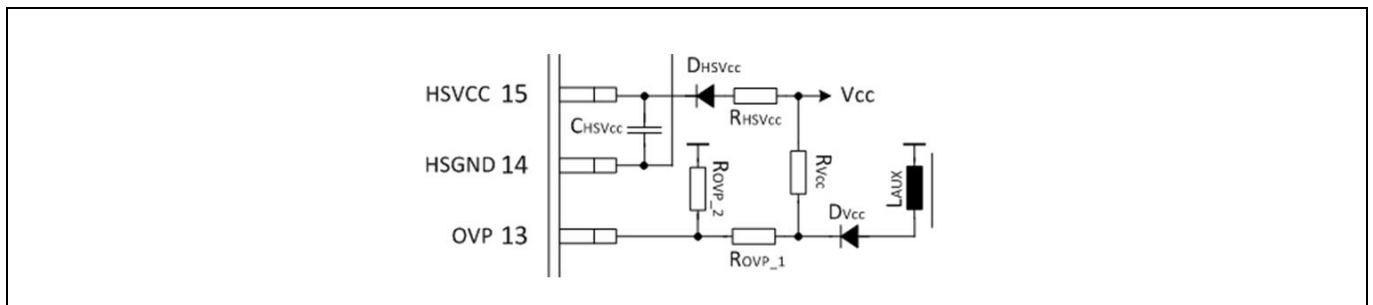 DHSVcc
HSVCC 15
Vcc
RHSVcc
CHSVcc
HSGND 14
ROVP_2
RVcc
LAUX
DVcc
OVP 13
ROVP_1